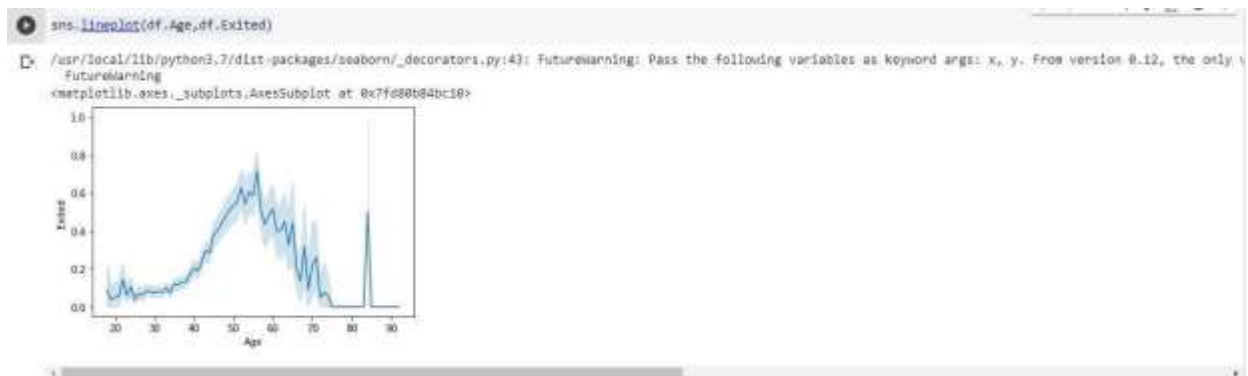 sns.lineplot(df.Age,df.Exited)
/usr/local/lib/python3.7/dist-packages/seaborn/_decorators.py:43: FutureWarning: Pass the following variables as keyword args: x, y. From version 0.12, the only
FutureWarning
<matplotlib.axes._subplots.AxesSubplot at 0x7fd80b84bc10>
1.0
0.8
0.6
0.4
0.2
0.0
Exited
20 30 40 50 60 70 80 90
Age